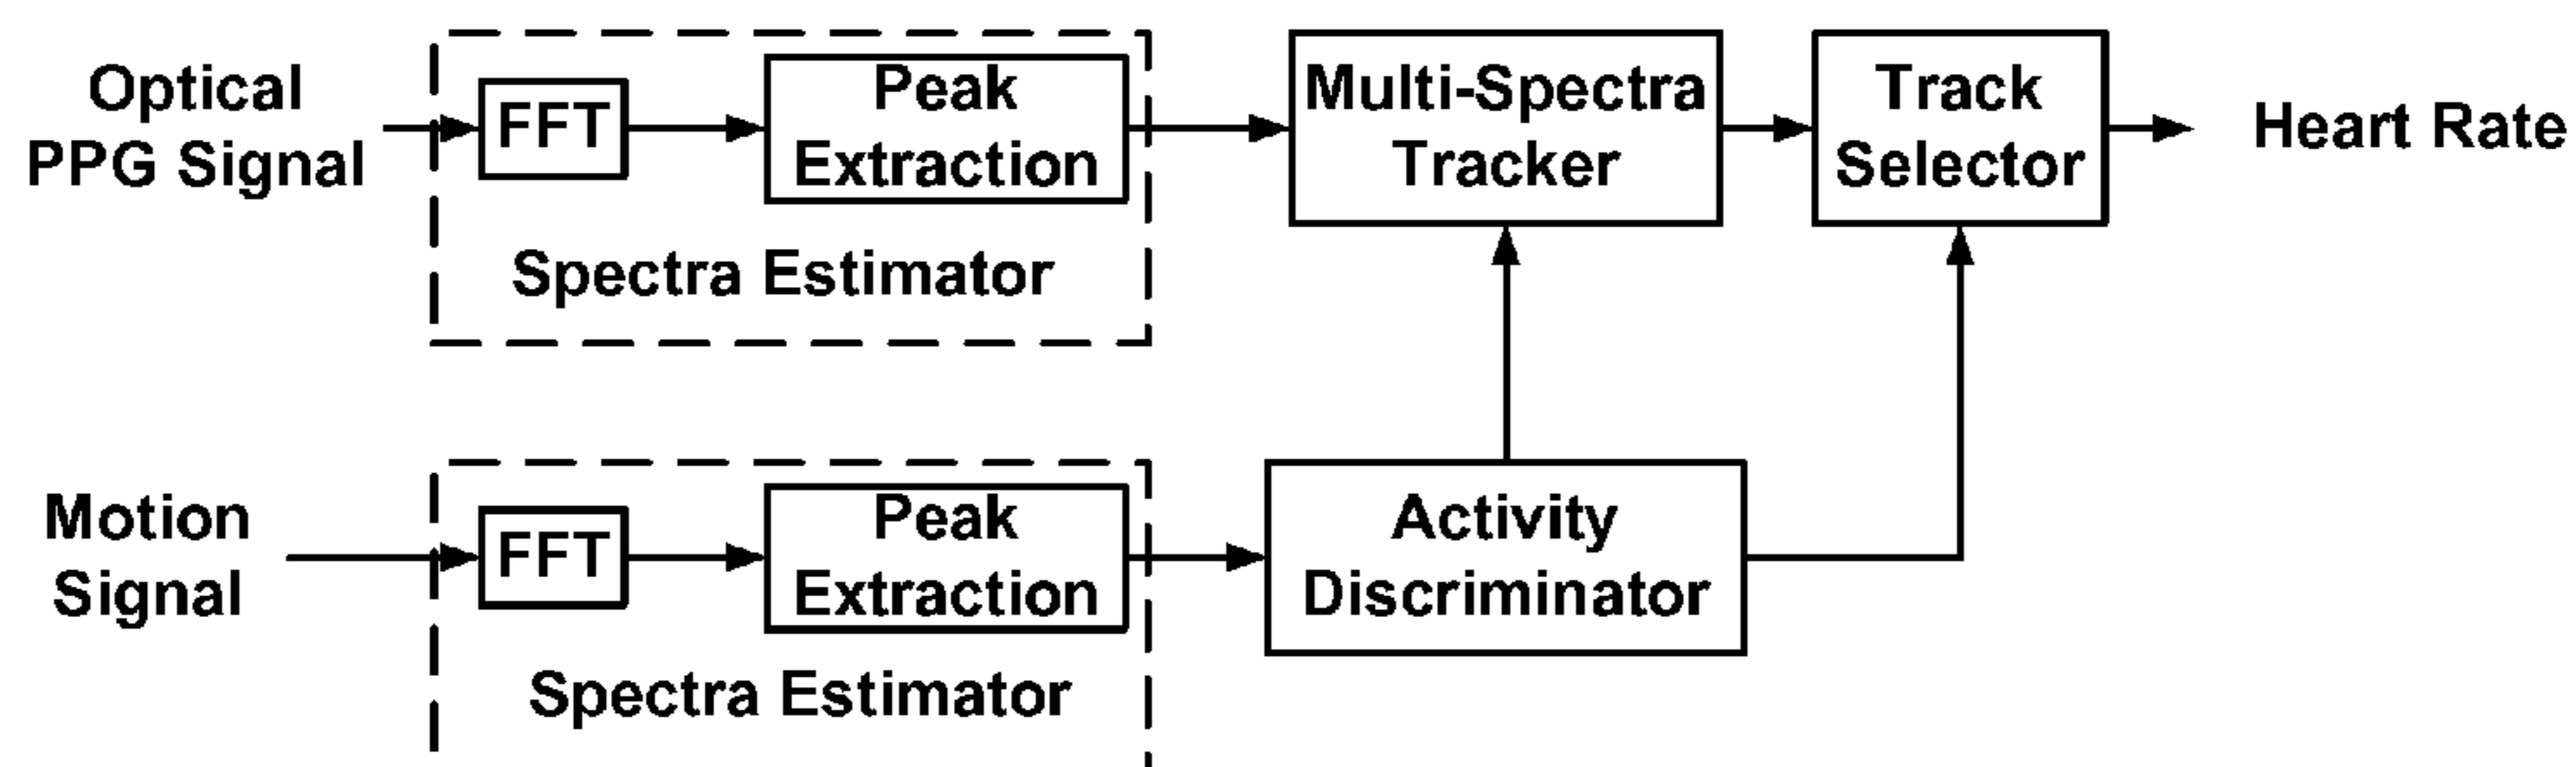 Optical
PPG Signal
FFT
Peak
Extraction
Spectra Estimator
Multi-Spectra
Tracker
Track
Selector
Heart Rate
Motion
Signal
FFT
Peak
Extraction
Spectra Estimator
Activity
Discriminator